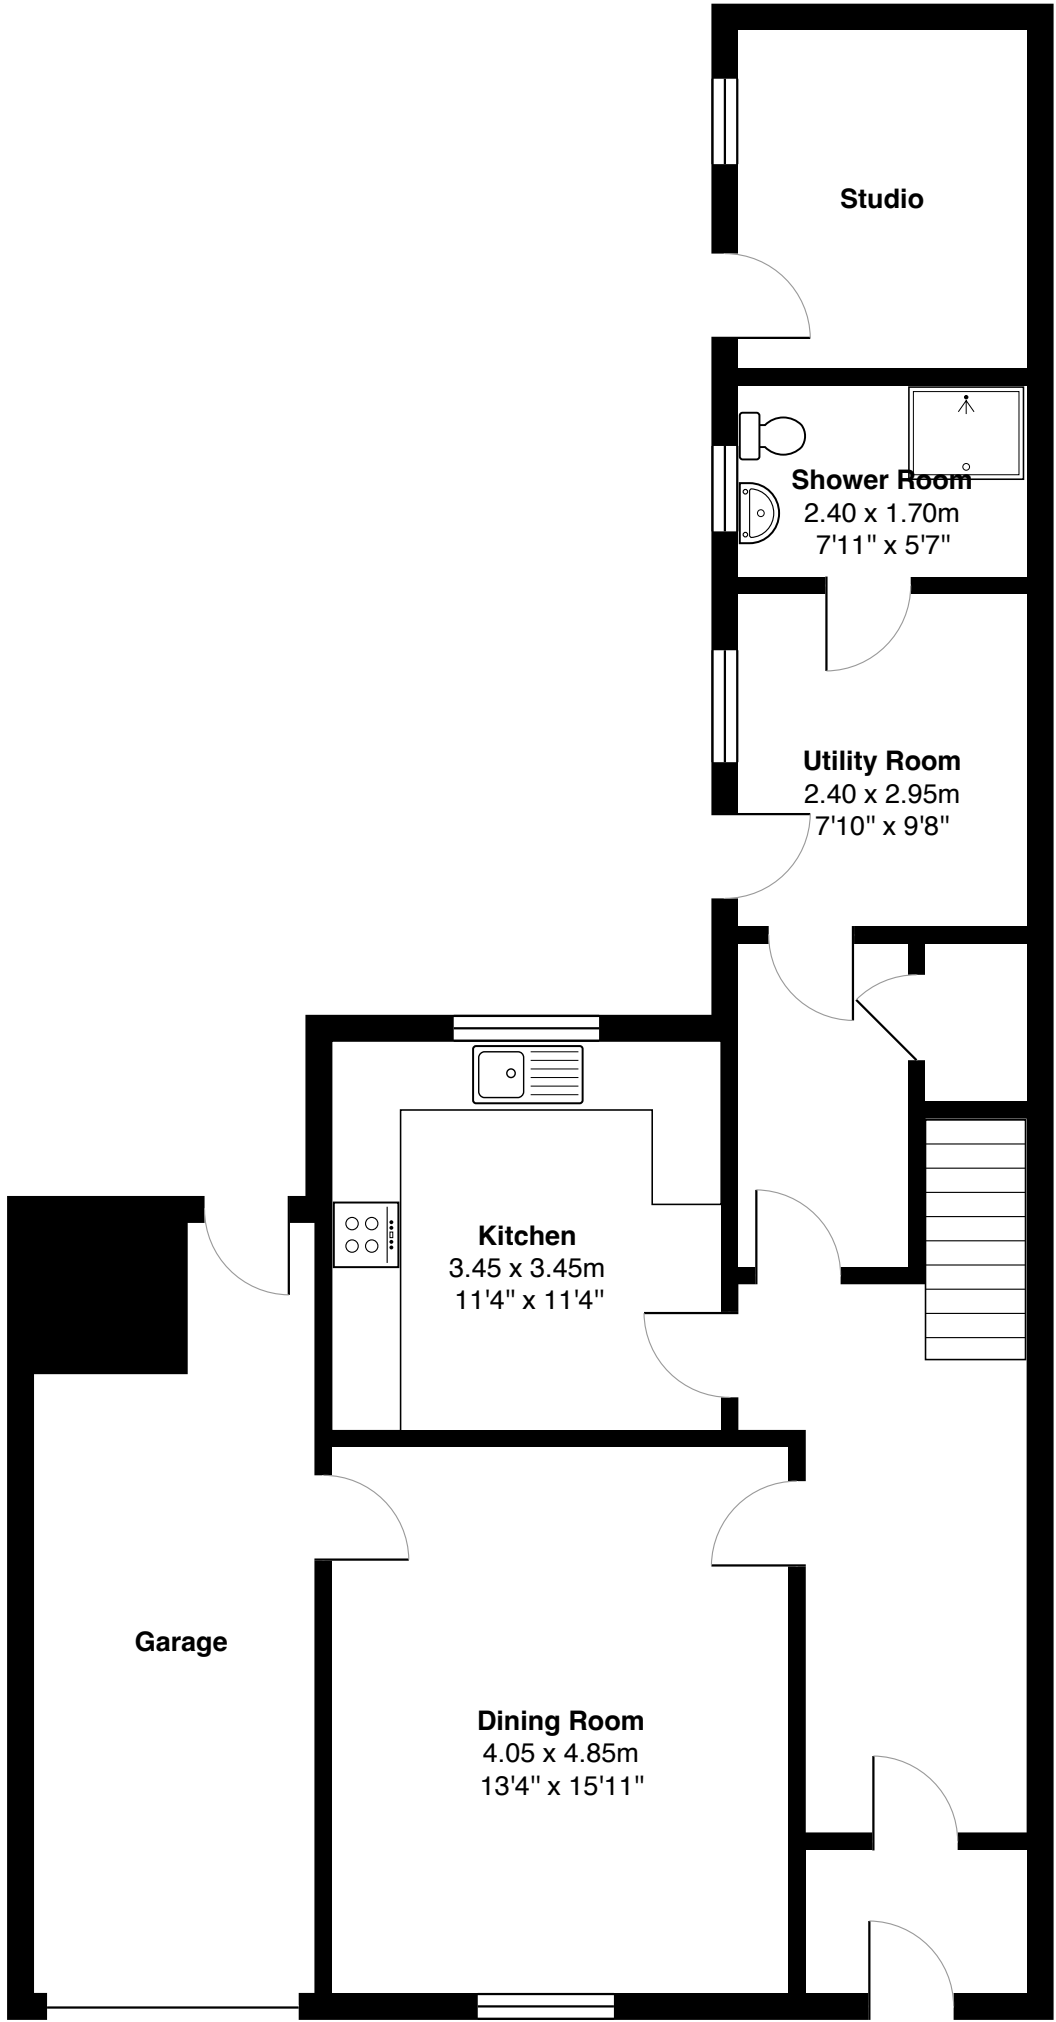 Studio
Shower Room
2.40 x 1.70m
7'11" x 5'7"
Utility Room
2.40 x 2.95m
7'10" x 9'8"
Kitchen
3.45 x 3.45m
11'4" x 11'4"
Garage
Dining Room
4.05 x 4.85m
13'4" x 15'11"